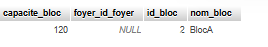 capacite_bloc foyer_id_foyer id_bloc nom_bloc
120 NULL 2 BlocA